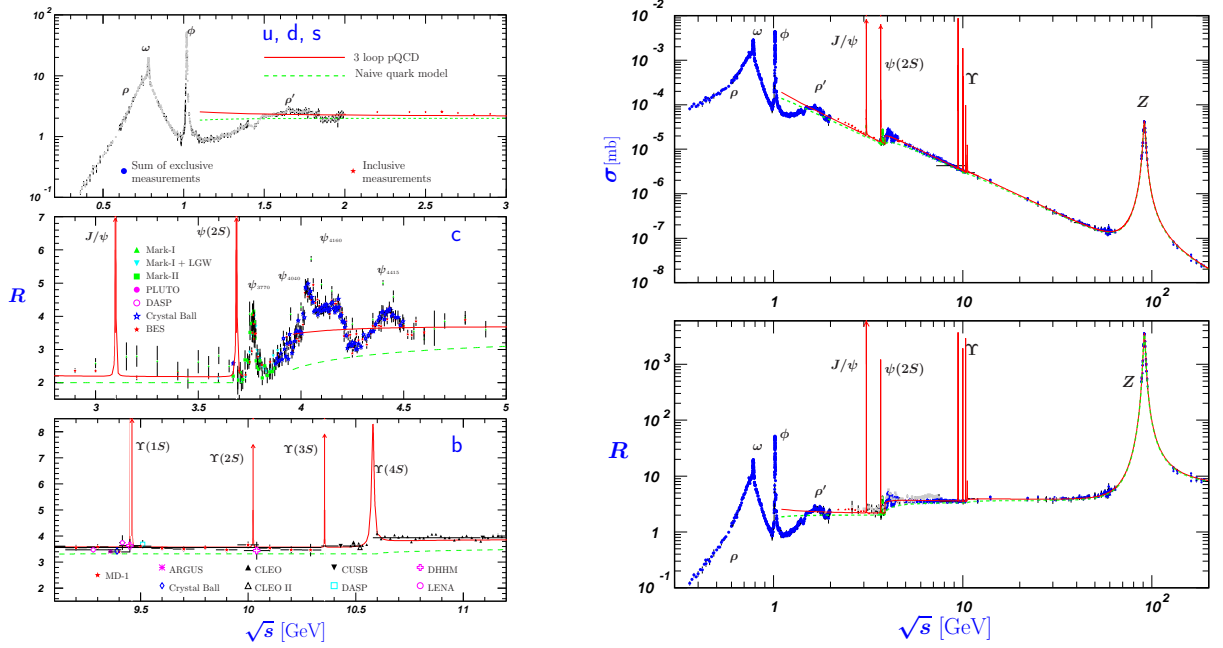 u, d, s
ω
ϕ
ρ
ρ′
3 loop pQCD
Naive quark model
Sum of exclusive
measurements
Inclusive
measurements
10²
10
1
10⁻¹
0.5 1 1.5 2 2.5 3
c
J/ψ
ψ(2S)
ψ₃₇₇₀
ψ₄₀₄₀
ψ₄₁₆₀
ψ₄₄₁₅
Mark-I
Mark-I + LGW
Mark-II
PLUTO
DASP
Crystal Ball
BES
R
7
6
5
4
3
2
3 3.5 4 4.5 5
b
Υ(1S)
Υ(2S)
Υ(3S)
Υ(4S)
8
7
6
5
4
3
2
MD-1
ARGUS
CLEO
CUSB
DHHM
Crystal Ball
CLEO II
DASP
LENA
9.5 10 10.5 11
√s [GeV]
σ [mb]
10⁻²
10⁻³
10⁻⁴
10⁻⁵
10⁻⁶
10⁻⁷
10⁻⁸
ω
ϕ
ρ
ρ′
J/ψ
ψ(2S)
Υ
Z
1 10 10²
R
10³
10²
10
1
10⁻¹
ω
ϕ
ρ
ρ′
J/ψ
ψ(2S)
Υ
Z
1 10 10²
√s [GeV]